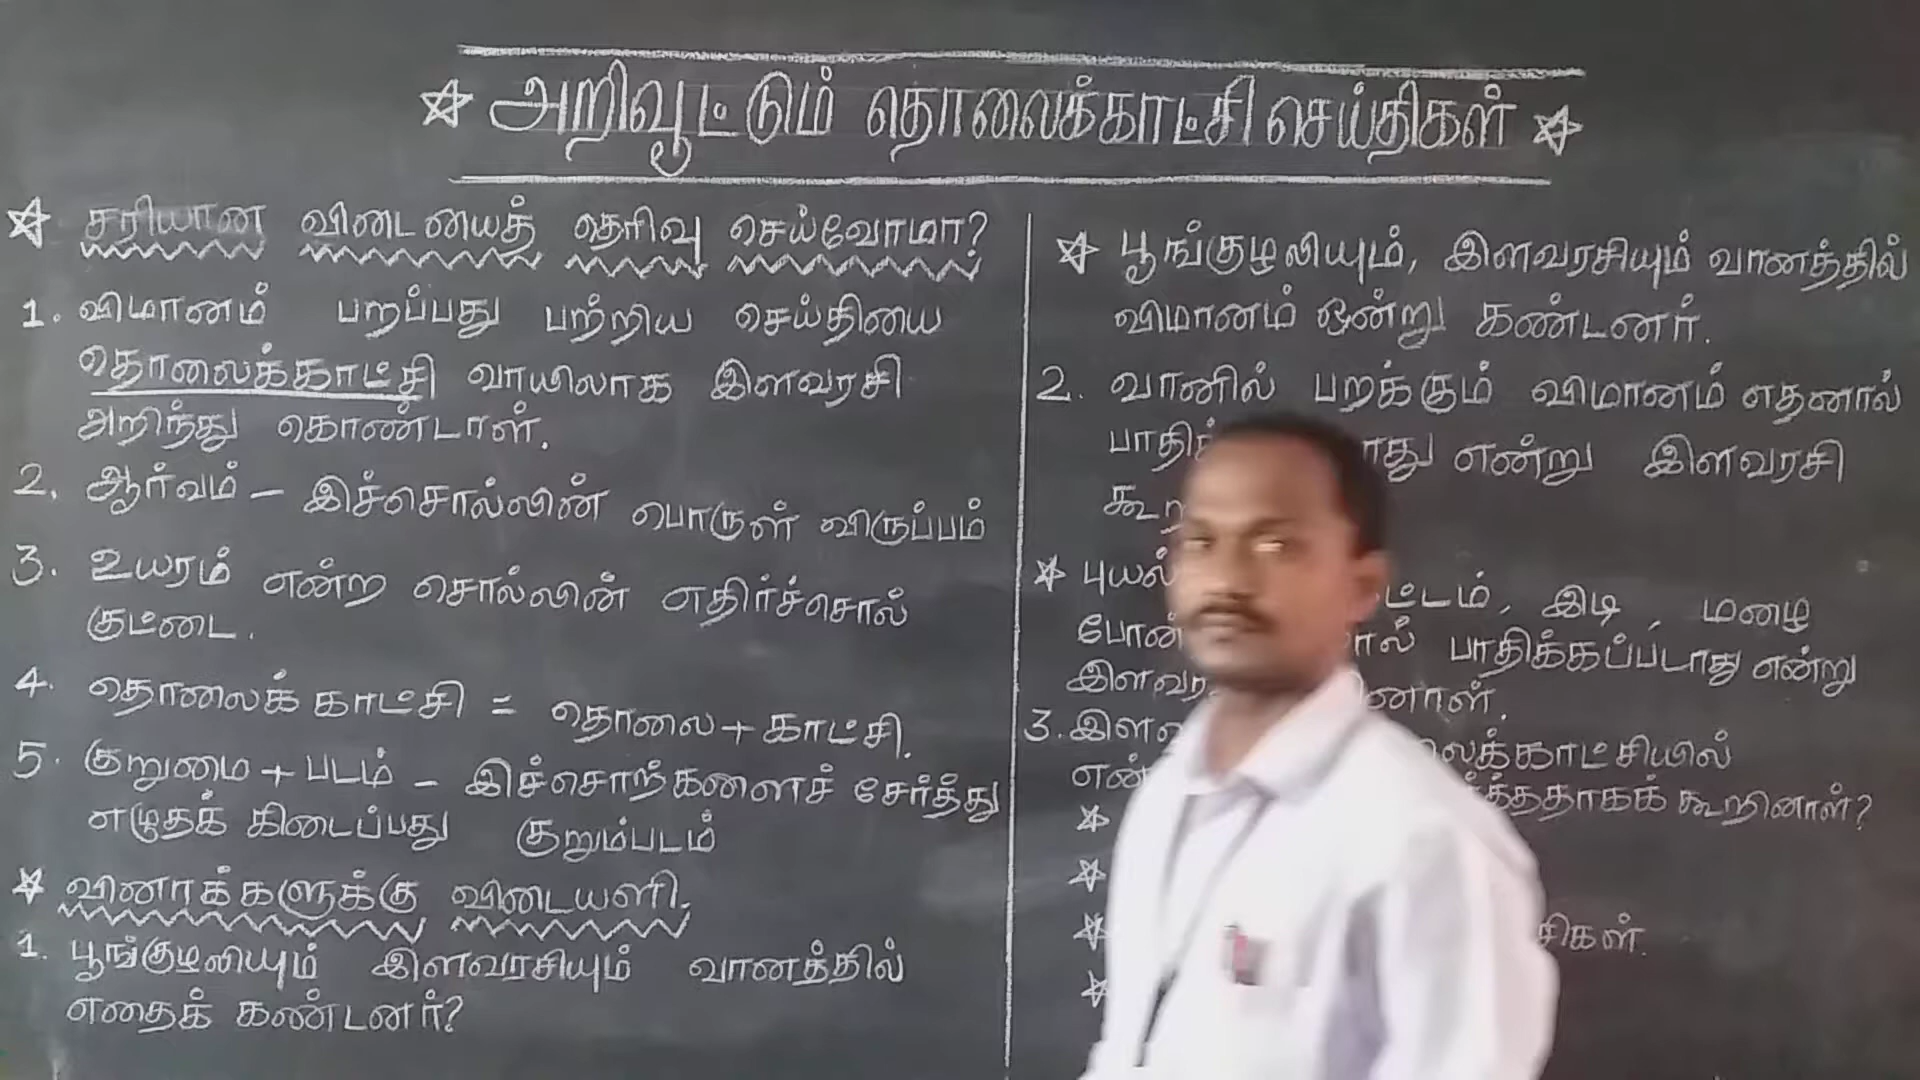 ☆ அறிவூட்டும் தொலைக்காட்சி செய்திகள் ☆
☆ சரியான விடையைத் தெரிவு செய்வோமா?
1. விமானம் பறப்பது பற்றிய செய்தியை
தொலைக்காட்சி வாயிலாக இளவரசி
அறிந்து கொண்டாள்.
2. ஆர்வம் – இச்சொல்லின் பொருள் விருப்பம்
3. உயரம் என்ற சொல்லின் எதிர்ச்சொல்
குட்டை.
4. தொலைக் காட்சி = தொலை + காட்சி.
5. குறுமை + படம் – இச்சொற்களைச் சேர்த்து
எழுதக் கிடைப்பது குறும்படம்
☆ வினாக்களுக்கு விடையளி.
1. பூங்குழலியும் இளவரசியும் வானத்தில்
எதைக் கண்டனர்?
☆ பூங்குழலியும், இளவரசியும் வானத்தில்
விமானம் ஒன்று கண்டனர்.
2. வானில் பறக்கும் விமானம் எதனால்
என்று இளவரசி
☆ இடி, மழை
பாதிக்கப்படாது என்று
3.
கூறினாள்?
☆
☆
☆
☆